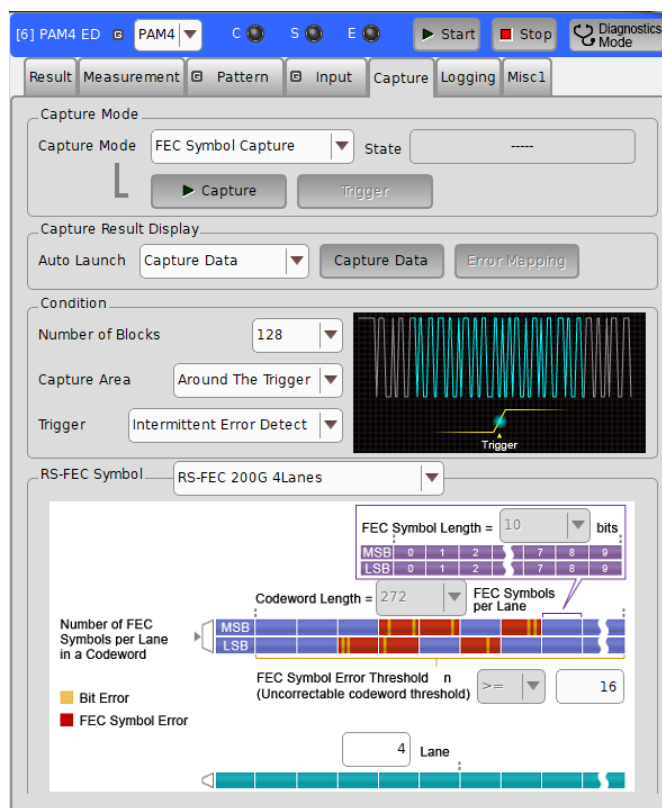 [6] PAM4 ED G PAM4 C S E Start Stop Diagnostics
Mode
Result Measurement G Pattern G Input Capture Logging Misc1
Capture Mode
Capture Mode FEC Symbol Capture State -----
Capture Trigger
Capture Result Display
Auto Launch Capture Data Capture Data Error Mapping
Condition
Number of Blocks 128
Capture Area Around The Trigger
Trigger Intermittent Error Detect
Trigger
RS-FEC Symbol RS-FEC 200G 4Lanes
FEC Symbol Length = 10 bits
MSB 0 1 2 7 8 9
LSB 0 1 2 7 8 9
Codeword Length = 272 FEC Symbols
per Lane
Number of FEC
Symbols per Lane
in a Codeword
MSB
LSB
FEC Symbol Error Threshold n
(Uncorrectable codeword threshold) >= 16
Bit Error
FEC Symbol Error
4 Lane